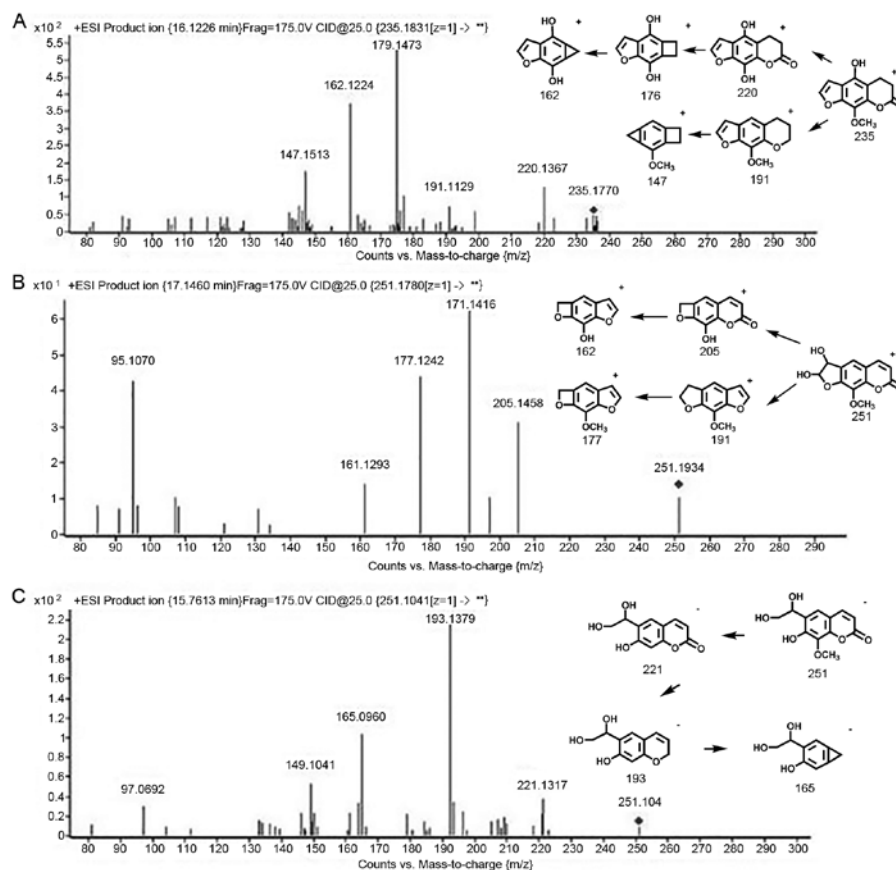 A
x10² +ESI Product ion {16.1226 min}Frag=175.0V CID@25.0 {235.1831[z=1] -> **}
5.5
5
4.5
4
3.5
3
2.5
2
1.5
1
0.5
0
179.1473
162.1224
147.1513
191.1129
220.1367
235.1770
OH
OH
162
+
OH
OH
176
+
OH
OH
O
O
220
+
OH
O
OCH₃
235
+
OCH₃
147
+
O
O
OCH₃
191
+
80 90 100 110 120 130 140 150 160 170 180 190 200 210 220 230 240 250 260 270 280 290 300
Counts vs. Mass-to-charge {m/z}
B
x10 ¹ +ESI Product ion {17.1460 min}Frag=175.0V CID@25.0 {251.1780[z=1] -> **}
6
5
4
3
2
1
0
171.1416
95.1070
177.1242
161.1293
205.1458
251.1934
O
O
OH
162
+
O
O
O
OH
205
+
HO
HO
O
O
OCH₃
251
+
O
O
OCH₃
177
+
O
O
OCH₃
191
+
80 90 100 110 120 130 140 150 160 170 180 190 200 210 220 230 240 250 260 270 280 290
Counts vs. Mass-to-charge {m/z}
C
x10² +ESI Product ion {15.7613 min}Frag=175.0V CID@25.0 {251.1041[z=1] -> **}
2.2
2
1.8
1.6
1.4
1.2
1
0.8
0.6
0.4
0.2
0
193.1379
165.0960
149.1041
97.0692
221.1317
251.104
OH
HO
HO
O
O
221
-
OH
HO
HO
O
O
OCH₃
251
-
OH
HO
HO
O
193
-
OH
HO
HO
165
-
80 90 100 110 120 130 140 150 160 170 180 190 200 210 220 230 240 250 260 270 280 290 300
Counts vs. Mass-to-charge {m/z}